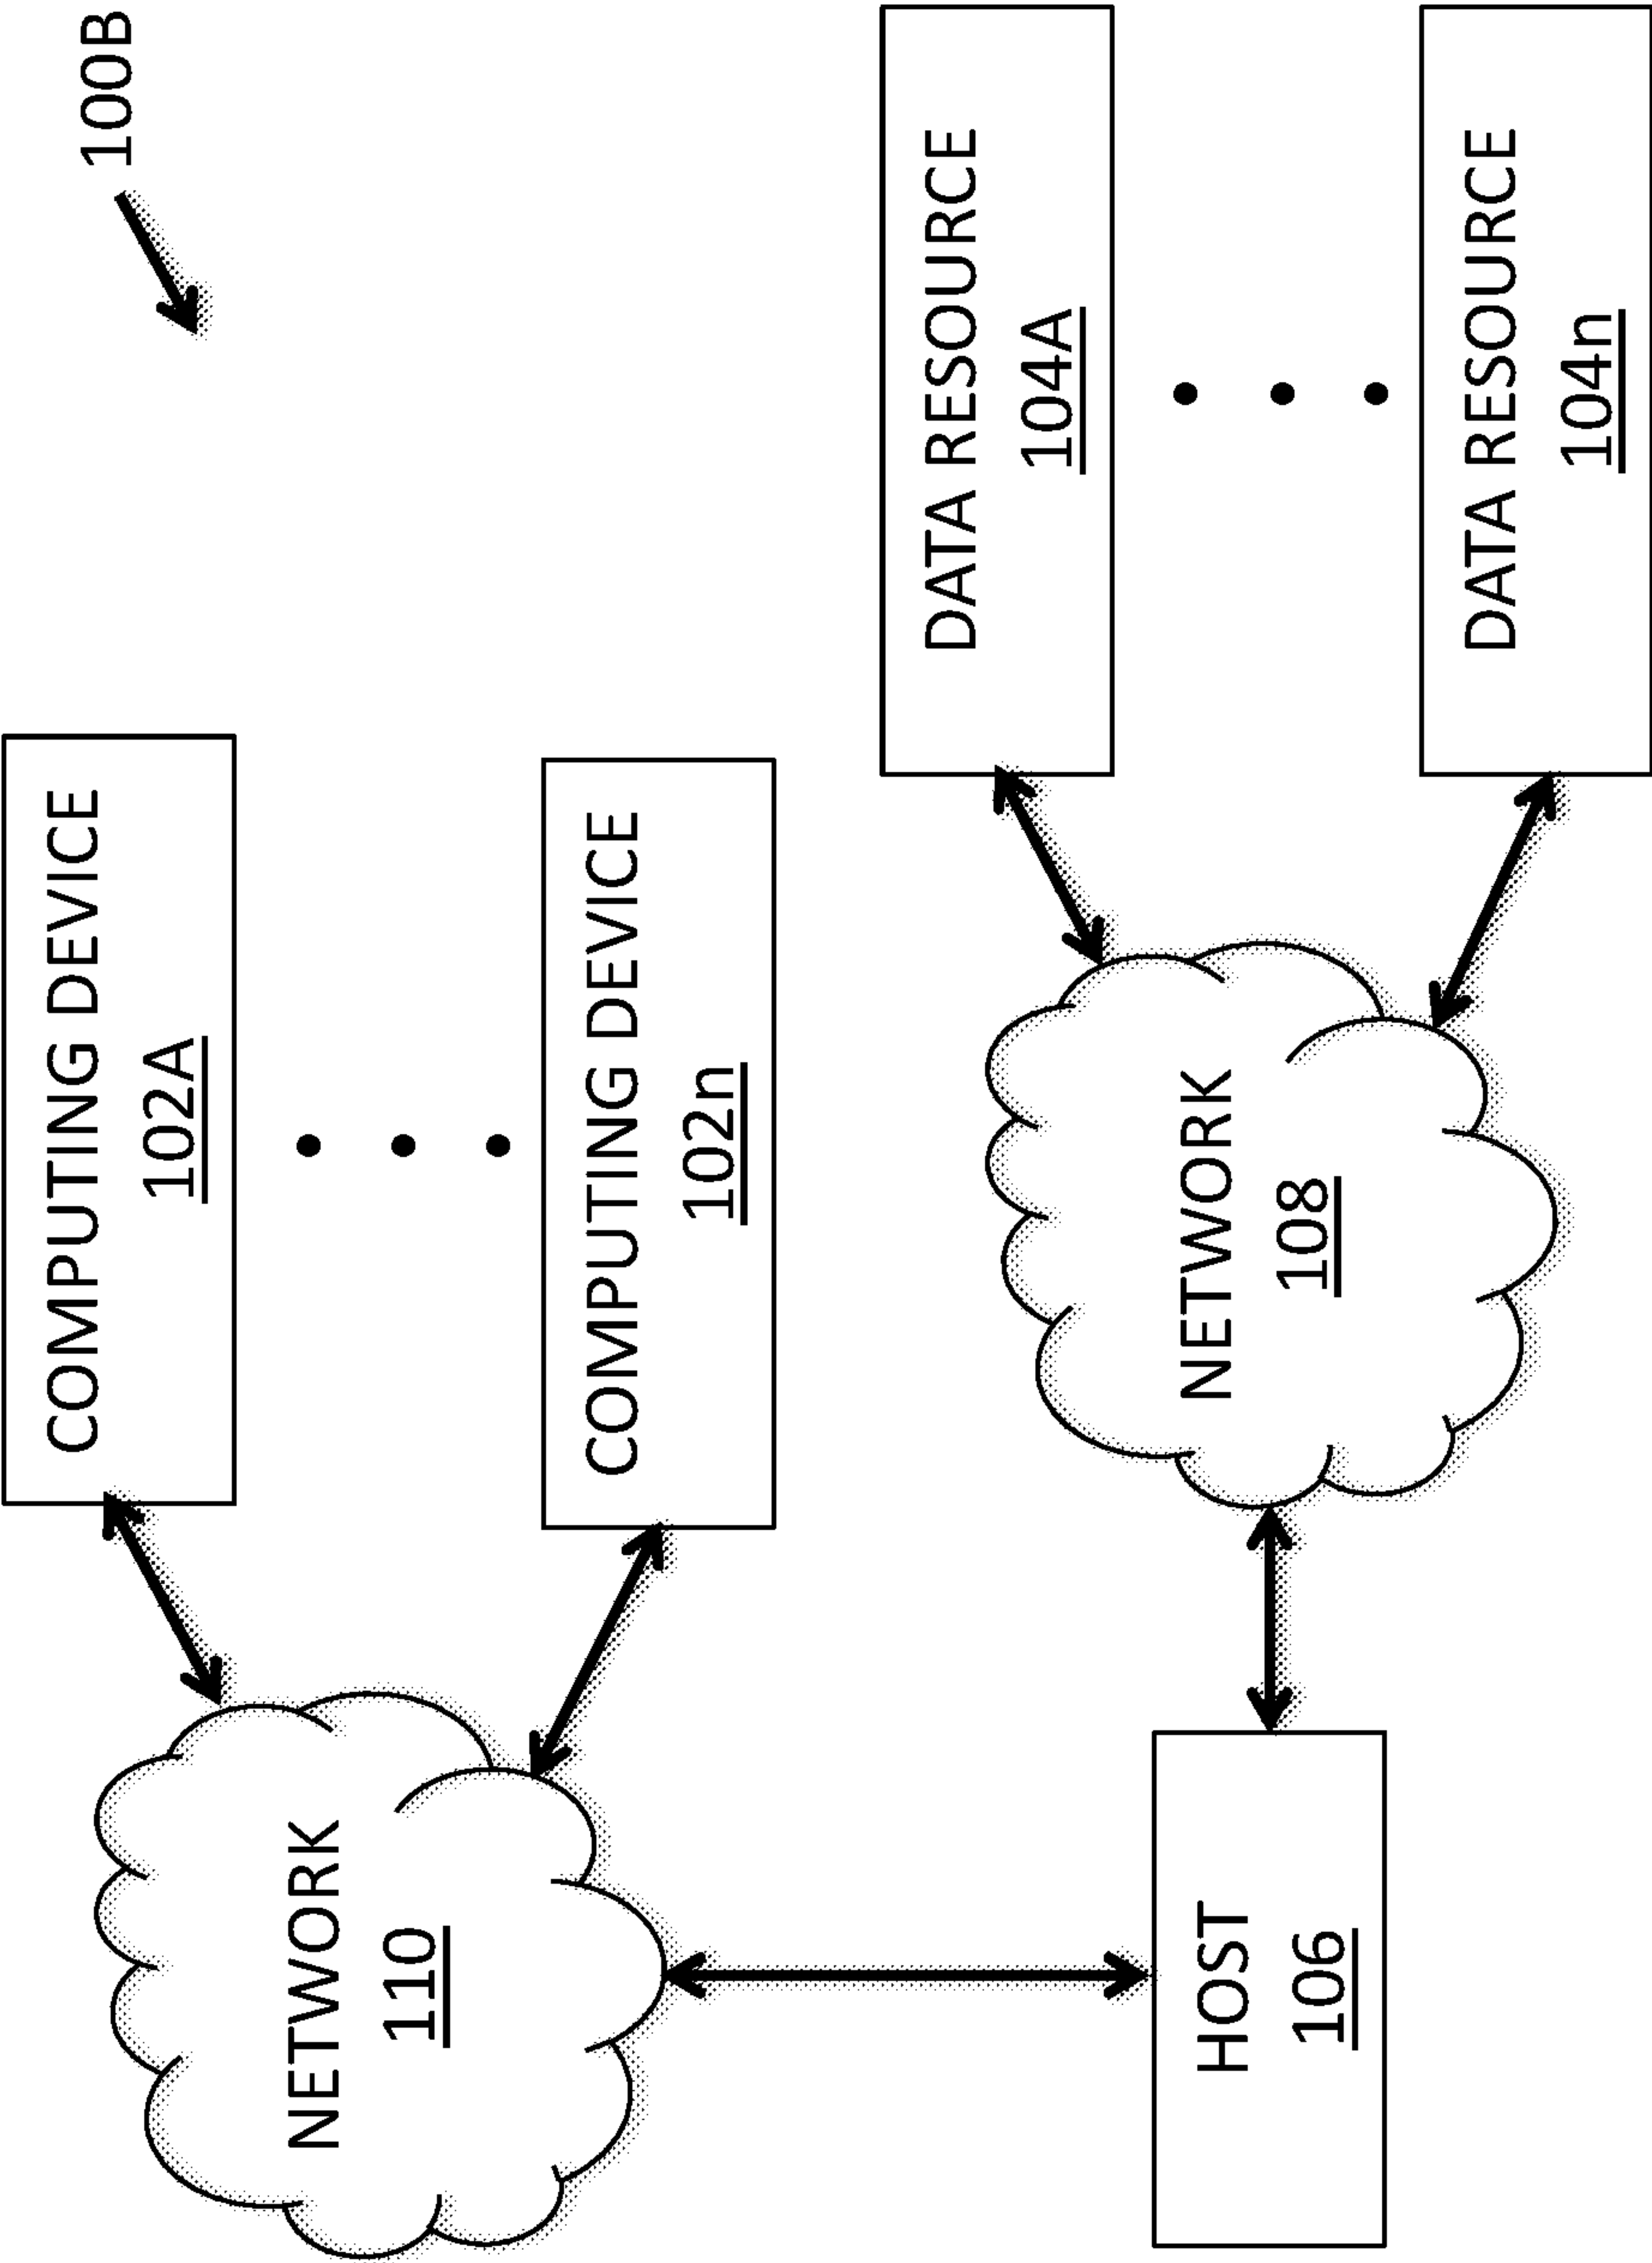 100B
COMPUTING DEVICE
102A
COMPUTING DEVICE
102n
NETWORK
110
DATA RESOURCE
104A
NETWORK
108
DATA RESOURCE
104n
HOST
106